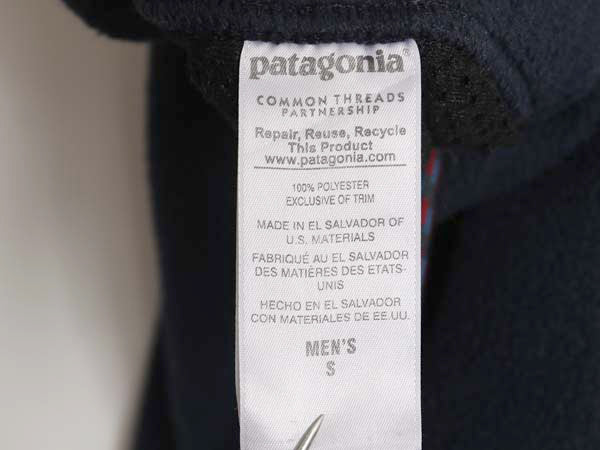 patagonia®
COMMON THREADS
PARTNERSHIP
Repair, Reuse, Recycle
This Product
www.patagonia.com
100% POLYESTER
EXCLUSIVE OF TRIM
MADE IN EL SALVADOR OF
U.S. MATERIALS
FABRIQUÉ AU EL SALVADOR
DES MATIÈRES DES ETATS-
UNIS
HECHO EN EL SALVADOR
CON MATERIALES DE EE.UU.
MEN'S
S